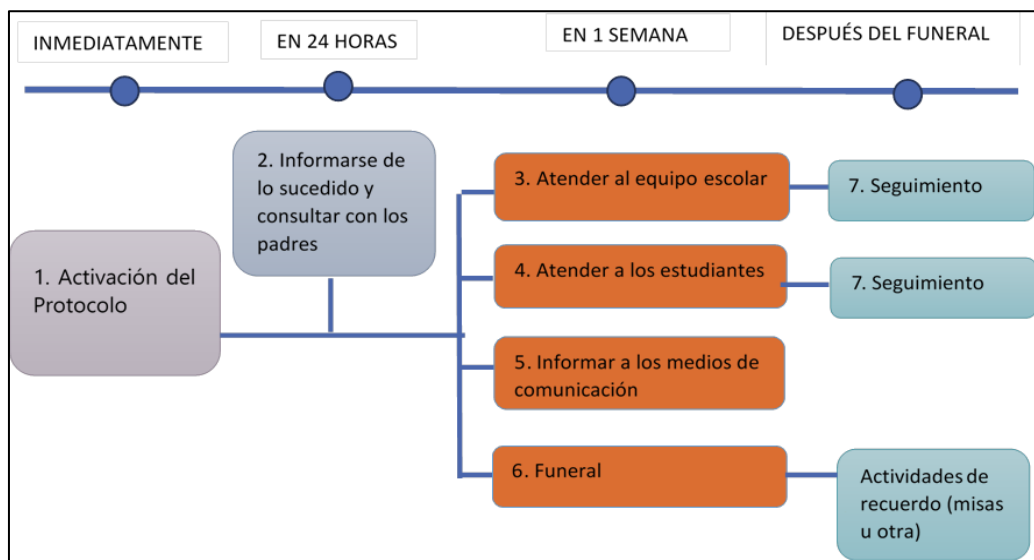 INMEDIATAMENTE
EN 24 HORAS
EN 1 SEMANA
DESPUÉS DEL FUNERAL
1. Activación del
Protocolo
2. Informarse de
lo sucedido y
consultar con los
padres
3. Atender al equipo escolar
7. Seguimiento
4. Atender a los estudiantes
7. Seguimiento
5. Informar a los medios de
comunicación
6. Funeral
Actividades de
recuerdo (misas
u otra)